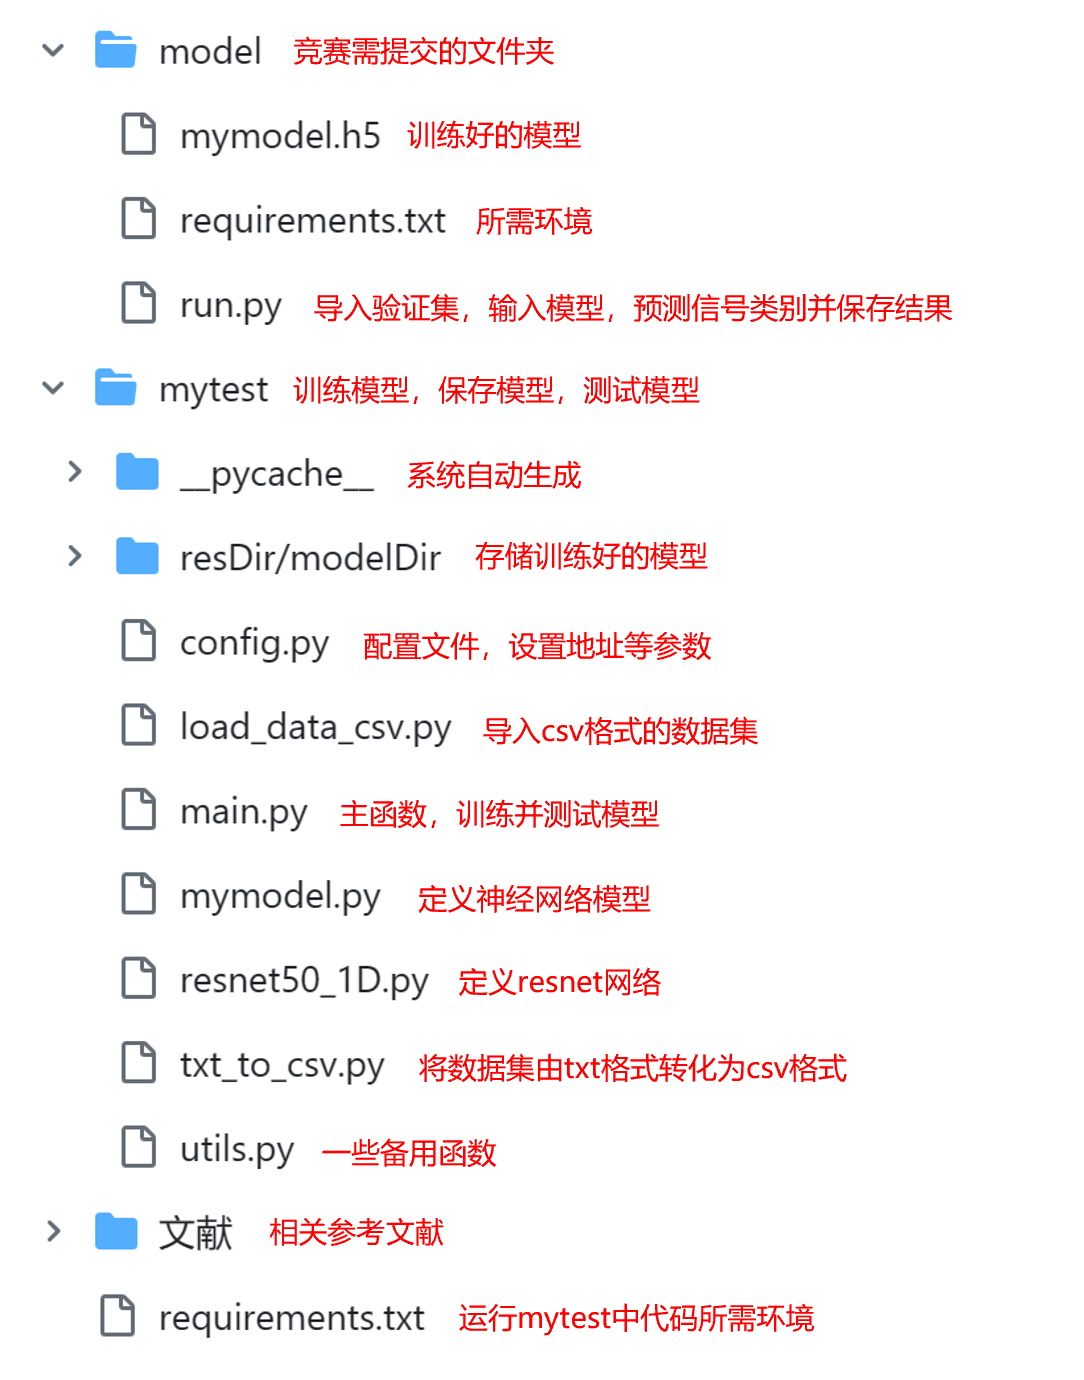 model 竞赛需提交的文件夹
mymodel.h5 训练好的模型
requirements.txt 所需环境
run.py 导入验证集，输入模型，预测信号类别并保存结果
mytest 训练模型，保存模型，测试模型
__pycache__ 系统自动生成
resDir/modelDir 存储训练好的模型
config.py 配置文件，设置地址等参数
load_data_csv.py 导入csv格式的数据集
main.py 主函数，训练并测试模型
mymodel.py 定义神经网络模型
resnet50_1D.py 定义resnet网络
txt_to_csv.py 将数据集由txt格式转化为csv格式
utils.py 一些备用函数
文献 相关参考文献
requirements.txt 运行mytest中代码所需环境